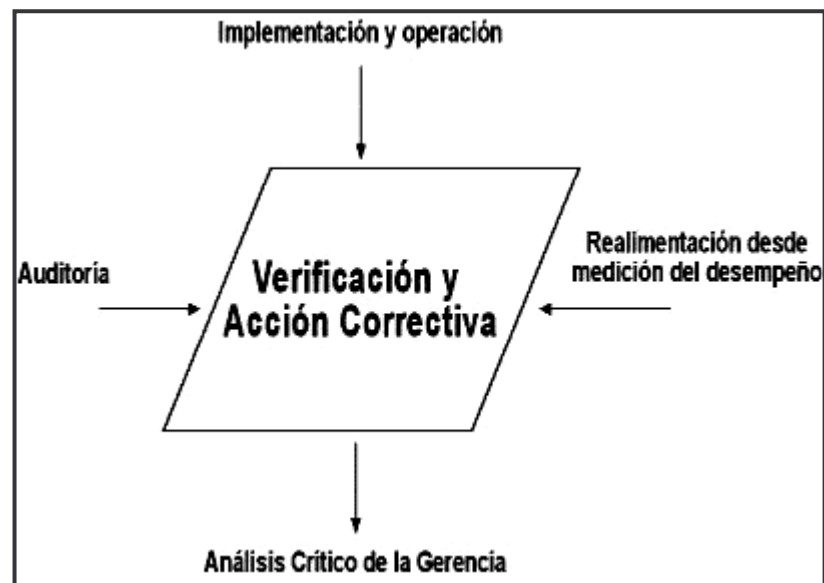 Implementación y operación
Auditoría
Verificación y
Acción Correctiva
Realimentación desde
medición del desempeño
Análisis Crítico de la Gerencia